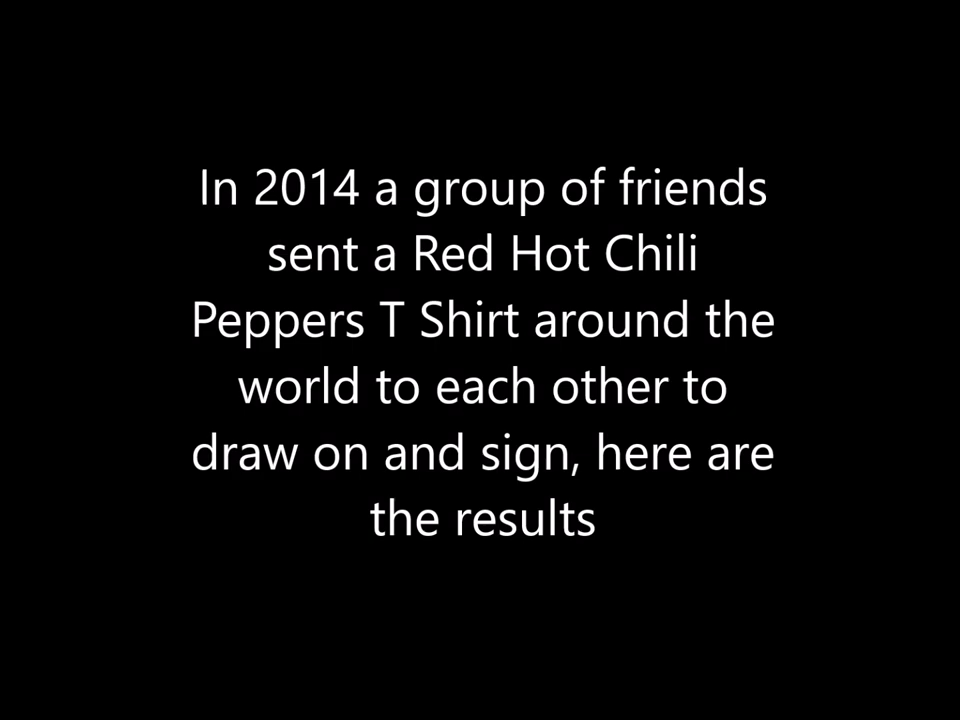 In 2014 a group of friends
sent a Red Hot Chili
Peppers T Shirt around the
world to each other to
draw on and sign, here are
the results